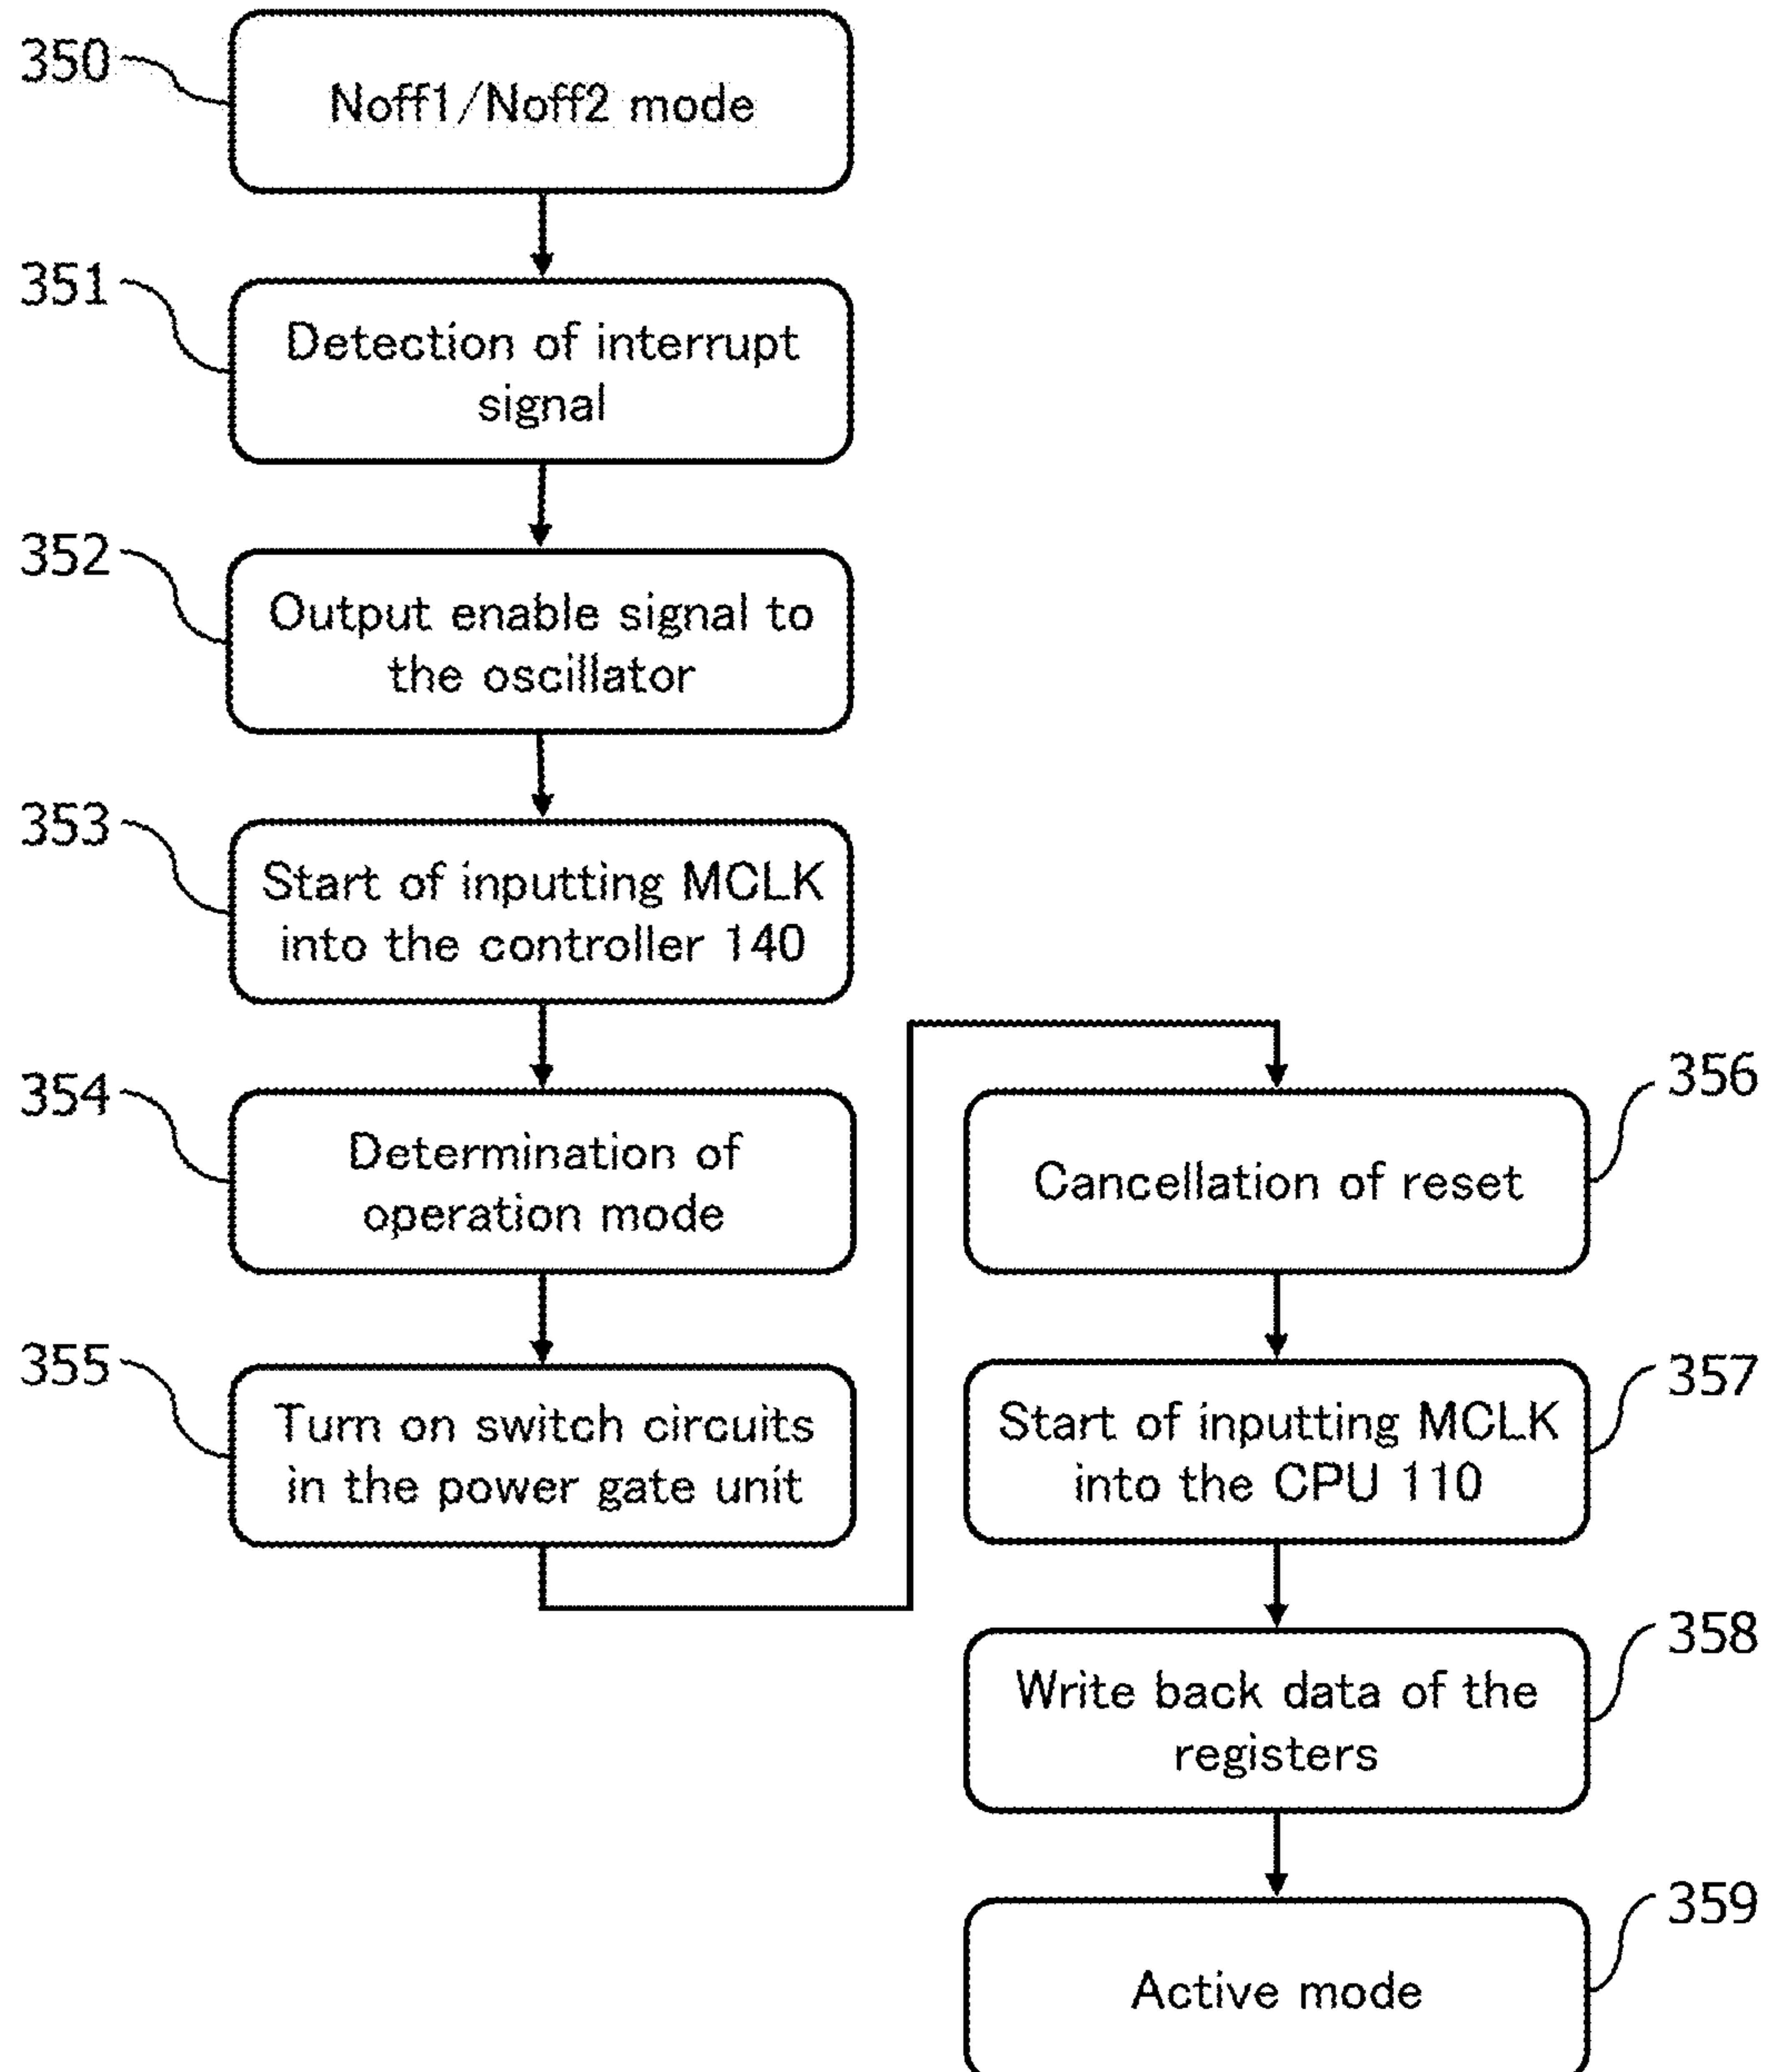 350
Noff1/Noff2 mode
351
Detection of interrupt
signal
352
Output enable signal to
the oscillator
353
Start of inputting MCLK
into the controller 140
354
Determination of
operation mode
355
Turn on switch circuits
in the power gate unit
356
Cancellation of reset
357
Start of inputting MCLK
into the CPU 110
358
Write back data of the
registers
359
Active mode